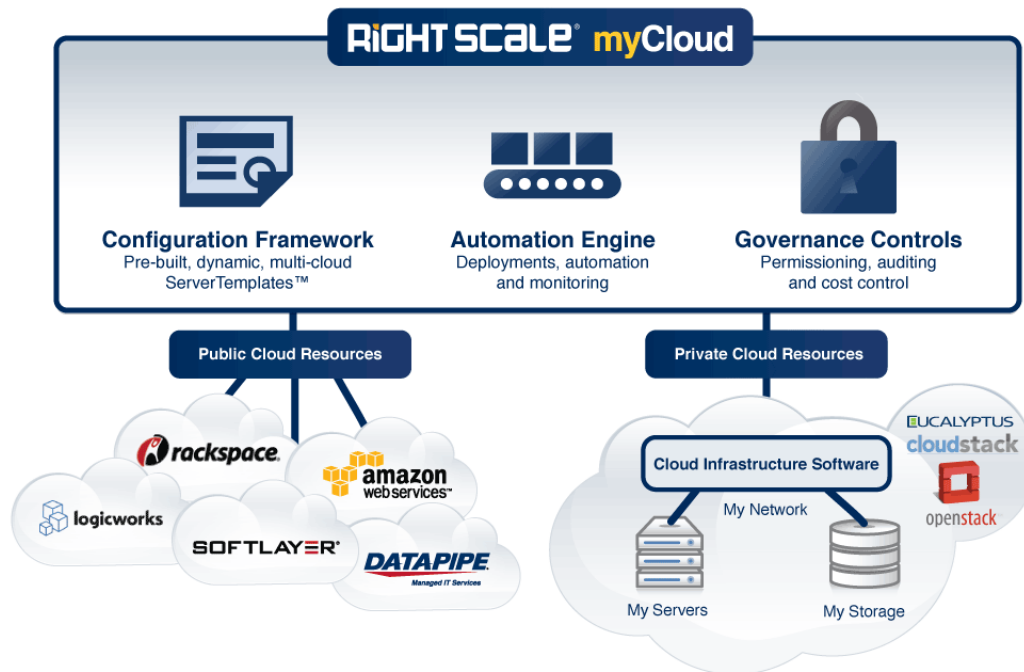 RIGHT SCALE® myCloud
Configuration Framework
Pre-built, dynamic, multi-cloud
ServerTemplates™
Automation Engine
Deployments, automation
and monitoring
Governance Controls
Permissioning, auditing
and cost control
Public Cloud Resources
Private Cloud Resources
rackspace.
amazon
webservices™
logicworks
SOFTLAYER®
DATAPIPE.
Managed IT Services
EUCALYPTUS
cloudstack
openstack
Cloud Infrastructure Software
My Network
My Servers
My Storage